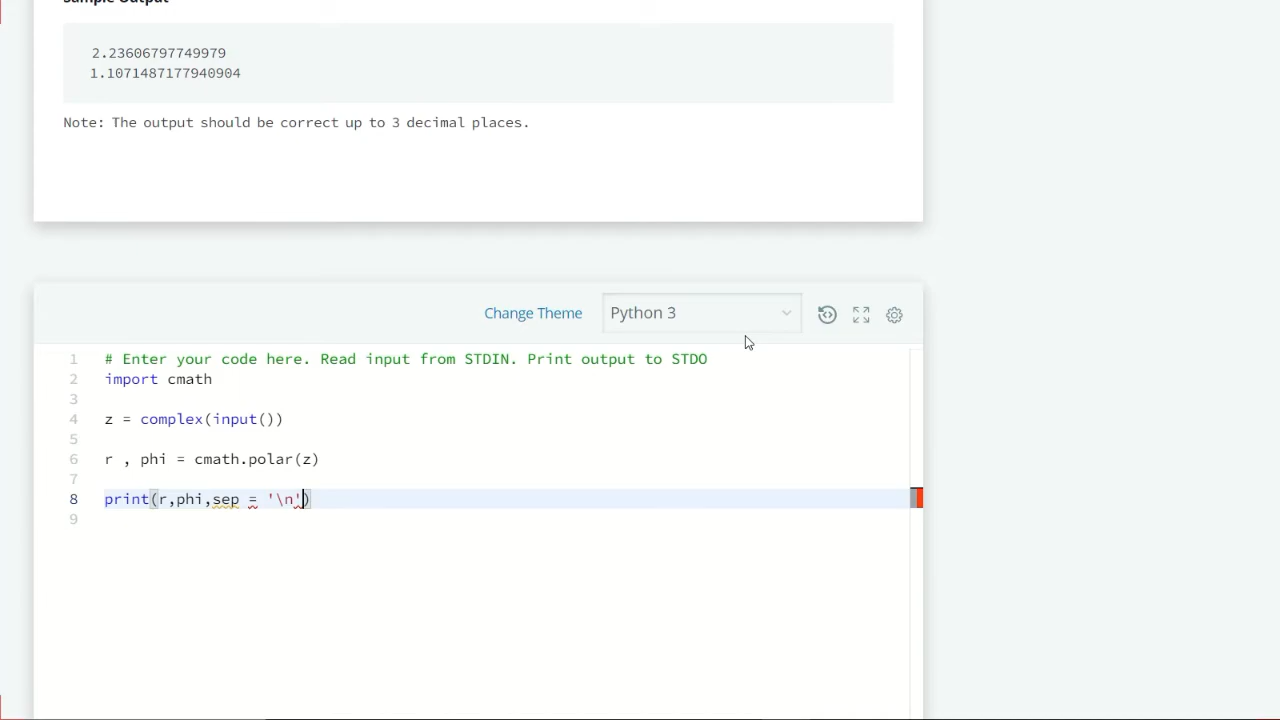 Sample Output
2.23606797749979
1.1071487177940904
Note: The output should be correct up to 3 decimal places.
Change Theme
Python 3
1 # Enter your code here. Read input from STDIN. Print output to STDO
2 import cmath
3
4 z = complex(input())
5
6 r , phi = cmath.polar(z)
7
8 print(r,phi,sep = '\n')
9